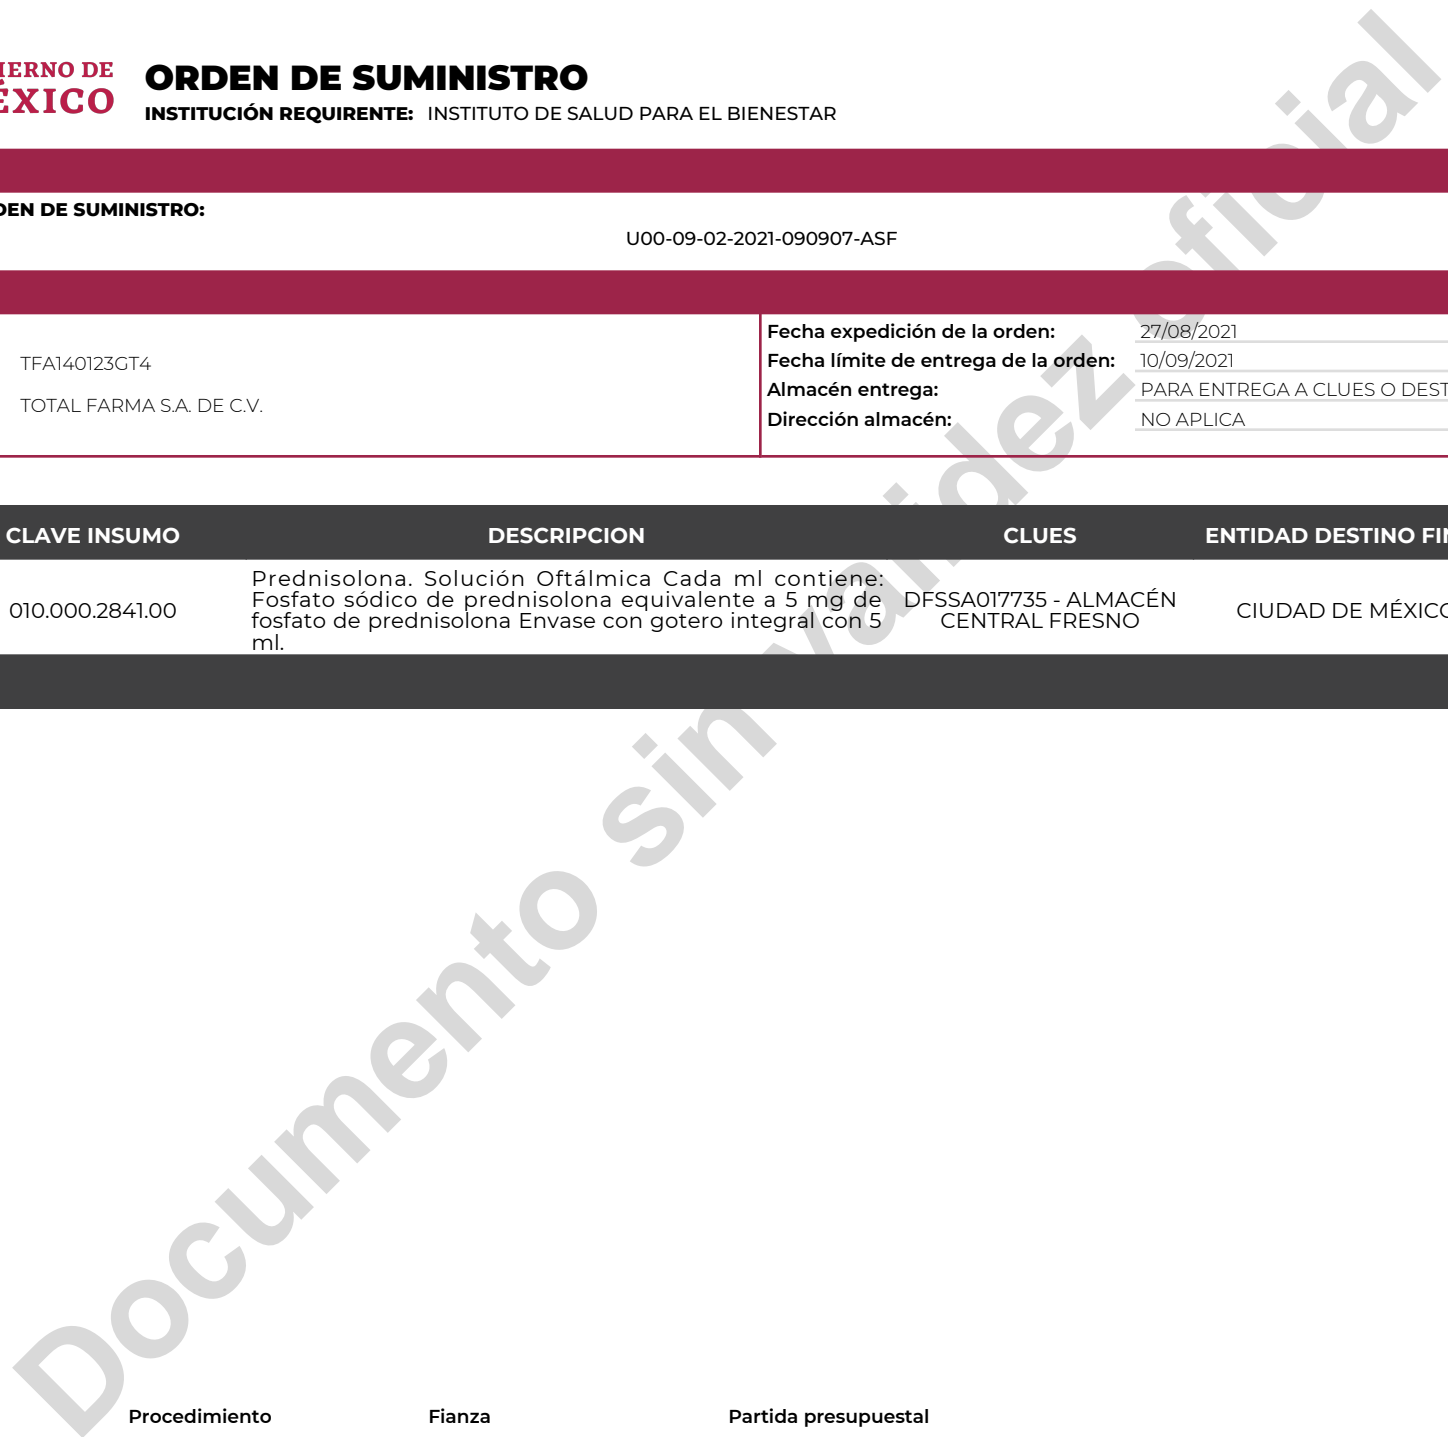 IERNO DE
ÉXICO
ORDEN DE SUMINISTRO
INSTITUCIÓN REQUIRENTE: INSTITUTO DE SALUD PARA EL BIENESTAR
DEN DE SUMINISTRO:
U00-09-02-2021-090907-ASF
TFA140123GT4
TOTAL FARMA S.A. DE C.V.
Fecha expedición de la orden: 27/08/2021
Fecha límite de entrega de la orden: 10/09/2021
Almacén entrega: PARA ENTREGA A CLUES O DEST
Dirección almacén: NO APLICA
CLAVE INSUMO DESCRIPCION CLUES ENTIDAD DESTINO FIN
010.000.2841.00
Prednisolona. Solución Oftálmica Cada ml contiene:
Fosfato sódico de prednisolona equivalente a 5 mg de
fosfato de prednisolona Envase con gotero integral con 5
ml.
DFSSA017735 - ALMACÉN
CENTRAL FRESNO
CIUDAD DE MÉXICO
Documento sin validez oficial
Procedimiento Fianza Partida presupuestal